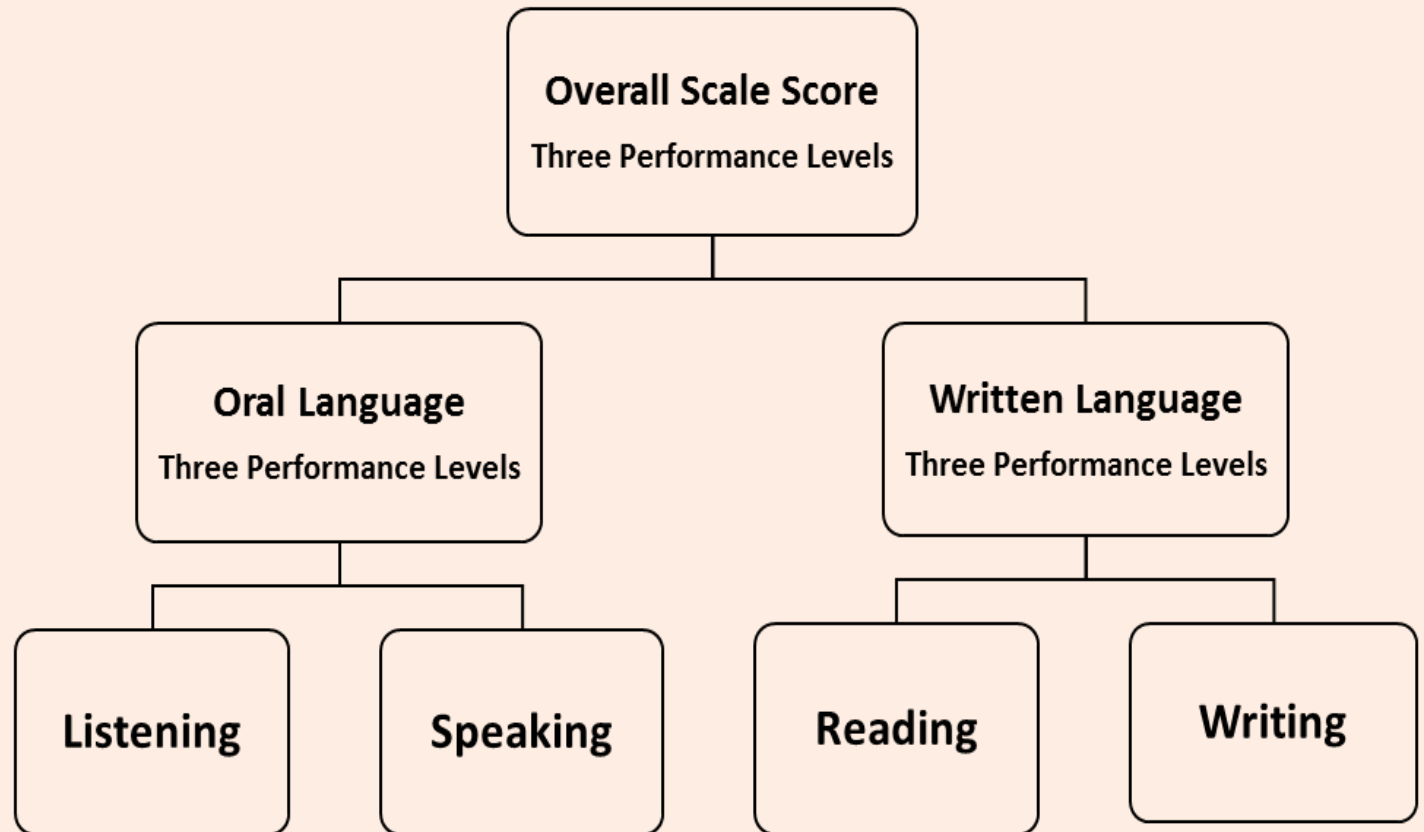 Overall Scale Score
Three Performance Levels
Oral Language
Three Performance Levels
Written Language
Three Performance Levels
Listening
Speaking
Reading
Writing